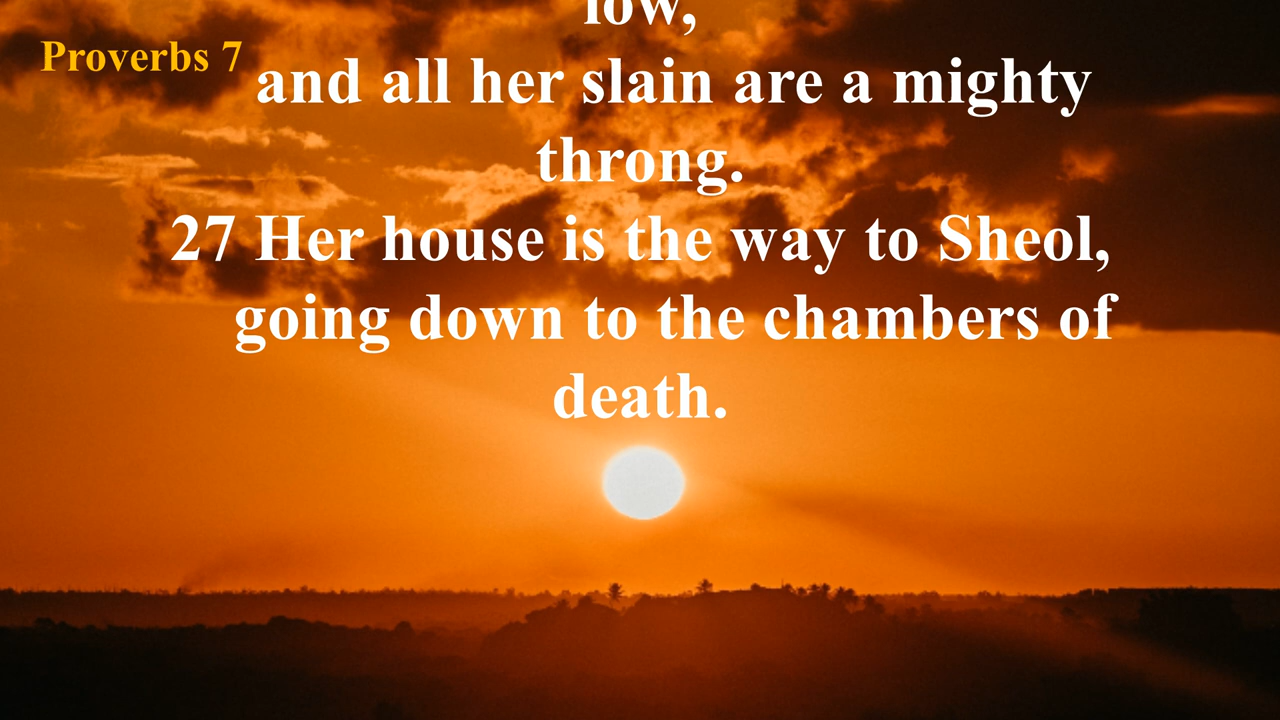 low,
Proverbs 7
and all her slain are a mighty
throng.
27 Her house is the way to Sheol,
going down to the chambers of
death.